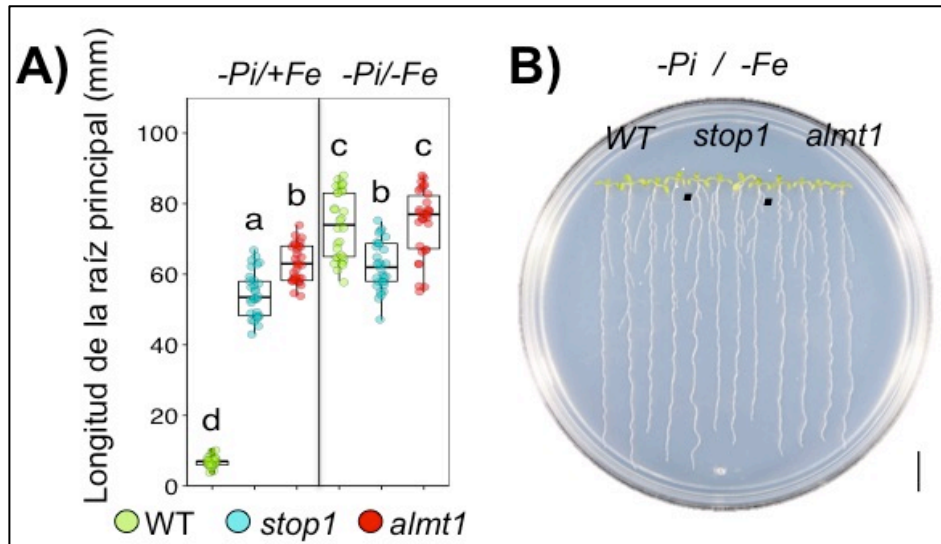 A)
-Pi/+Fe -Pi/-Fe
Longitud de la raíz principal (mm)
100
80
60
40
20
0
d
a
b
c
b
c
WT stop1 almt1
B)
-Pi / -Fe
WT stop1 almt1